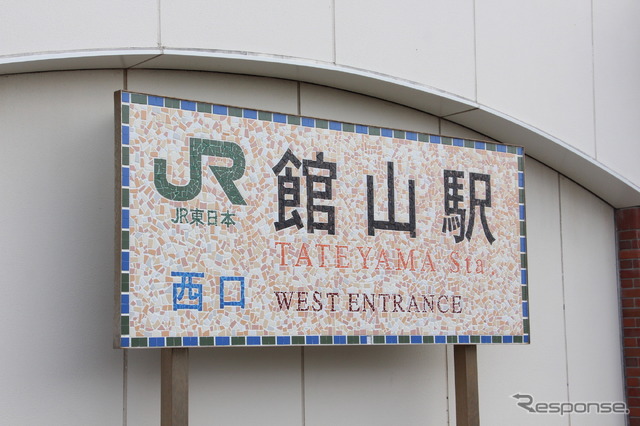 JR 館山駅
JR東日本
TATEYAMA Sta
西口 WEST ENTRANCE
Response.